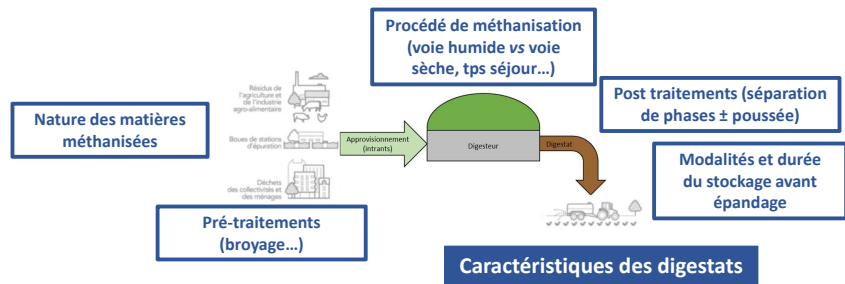 Procédé de méthanisation
(voie humide vs voie
sèche, tps séjour…)
Résidus de
l'agriculture et
de l'industrie
agro-alimentaire
Nature des matières
méthanisées
Boues de stations
d'épuration
Approvisionnement
(intrants)
Digesteur
Digestat
Post traitements (séparation
de phases ± poussée)
Modalités et durée
du stockage avant
épandage
Déchets
des collectivités et
des ménages
Pré-traitements
(broyage…)
Caractéristiques des digestats